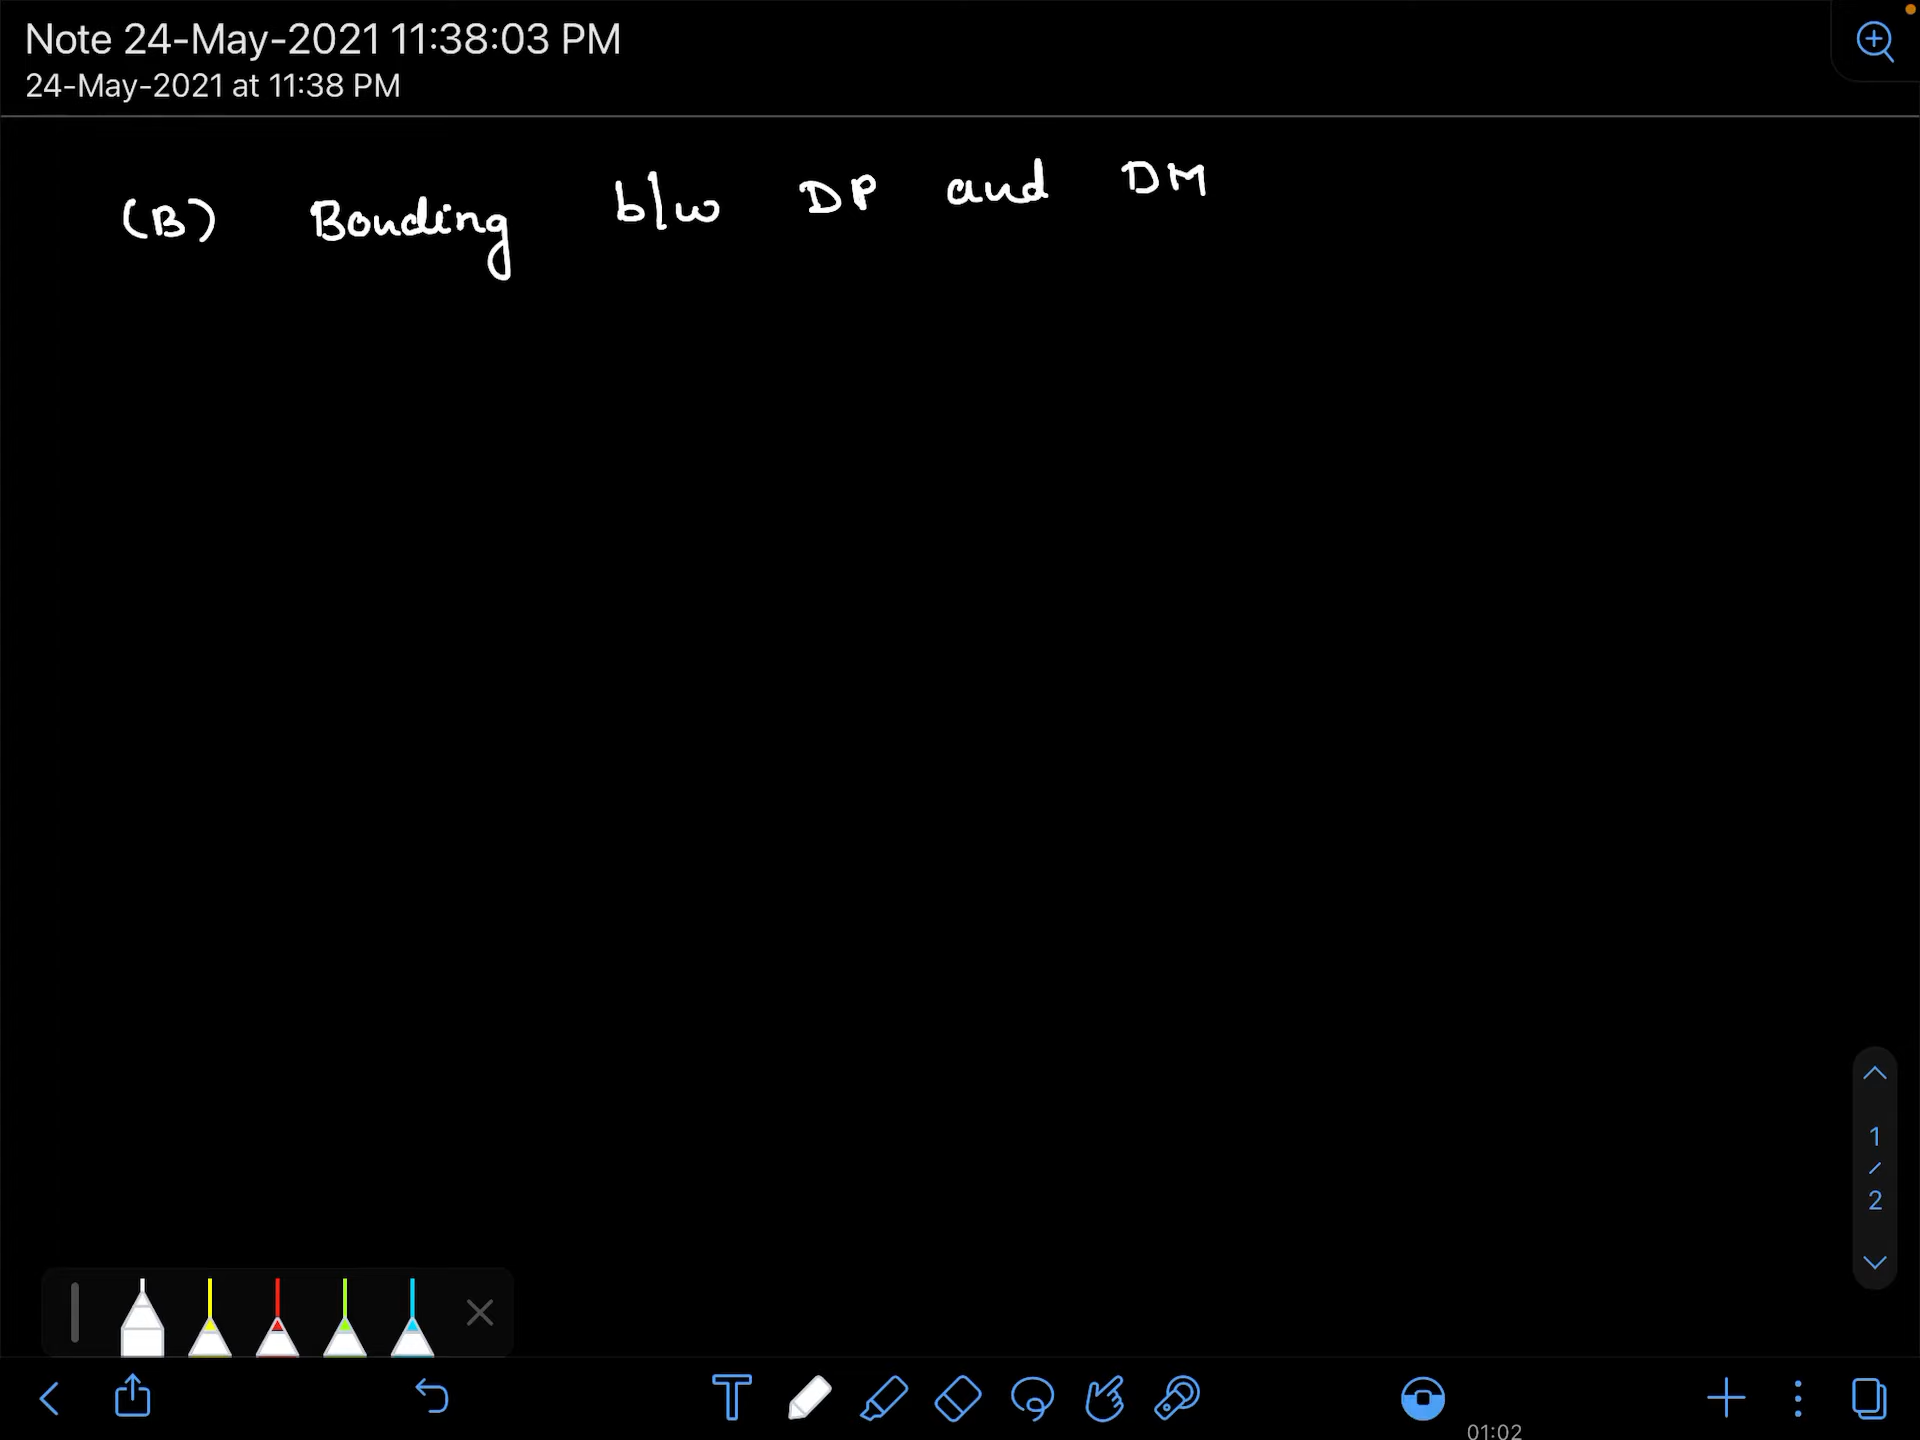 Note 24-May-2021 11:38:03 PM
24-May-2021 at 11:38 PM
(B) Bonding b/w DP and DM
1
/
2
T
01:02